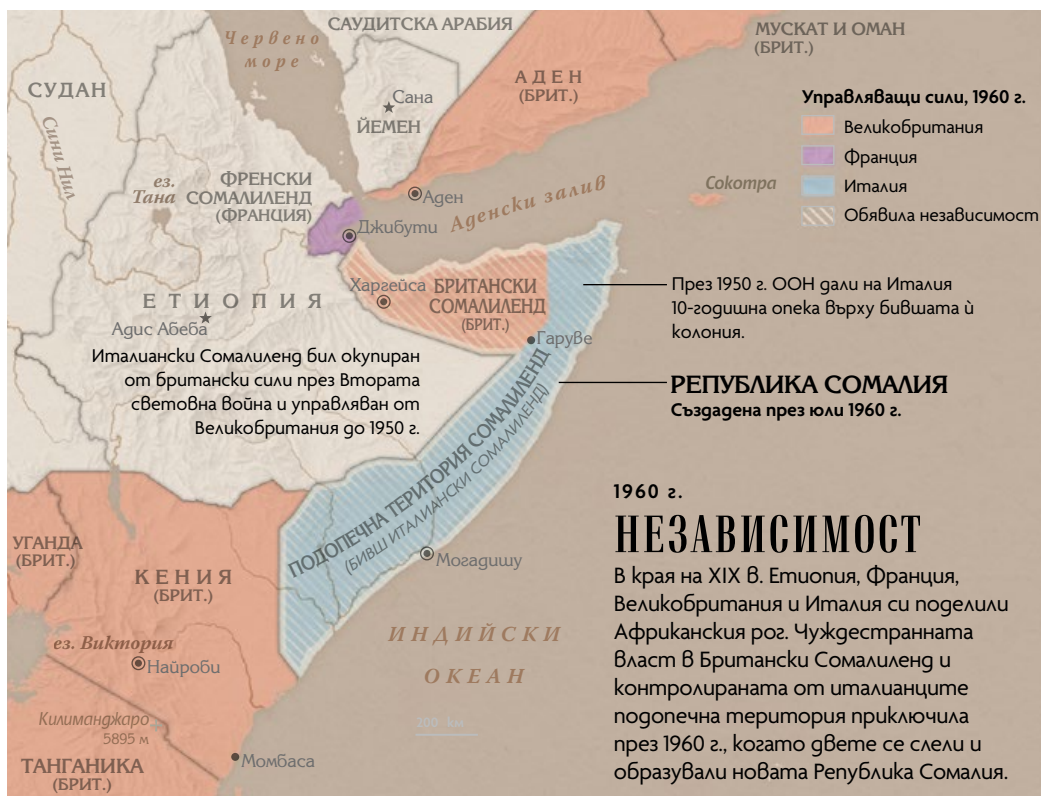 САУДИТСКА АРАБИЯ
МУСКАТ И ОМАН
(БРИТ.)
Червено
море
АДЕН
(БРИТ.)
СУДАН
Сана
ЙЕМЕН
Сини Нил
Управляващи сили, 1960 г.
Великобритания
Франция
Италия
Обявила независимост
ез.
Тана
ФРЕНСКИ
СОМАЛИЛЕНД
(ФРАНЦИЯ)
Аден
Аденски залив
Сокотра
Джибути
Харгейса
БРИТАНСКИ
СОМАЛИЛЕНД
(БРИТ.)
ЕТИОПИЯ
Адис Абеба
Гаруве
През 1950 г. ООН дали на Италия
10-годишна опека върху бившата ѝ
колония.
Италиански Сомалиленд бил окупиран
от британски сили през Втората
световна война и управляван от
Великобритания до 1950 г.
РЕПУБЛИКА СОМАЛИЯ
Създадена през юли 1960 г.
ПОДОПЕЧНА ТЕРИТОРИЯ СОМАЛИЛЕНД
(БИВШ ИТАЛИАНСКИ СОМАЛИЛЕНД)
Могадишу
УГАНДА
(БРИТ.)
КЕНИЯ
(БРИТ.)
ез. Виктория
Найроби
ИНДИЙСКИ
ОКЕАН
Килиманджаро
5895 м
200 км
Момбаса
ТАНГАНИКА
(БРИТ.)
1960 г.
НЕЗАВИСИМОСТ
В края на XIX в. Етиопия, Франция,
Великобритания и Италия си поделили
Африканския рог. Чуждестранната
власт в Британски Сомалиленд и
контролираната от италианците
подопечна територия приключила
през 1960 г., когато двете се слели и
образували новата Република Сомалия.